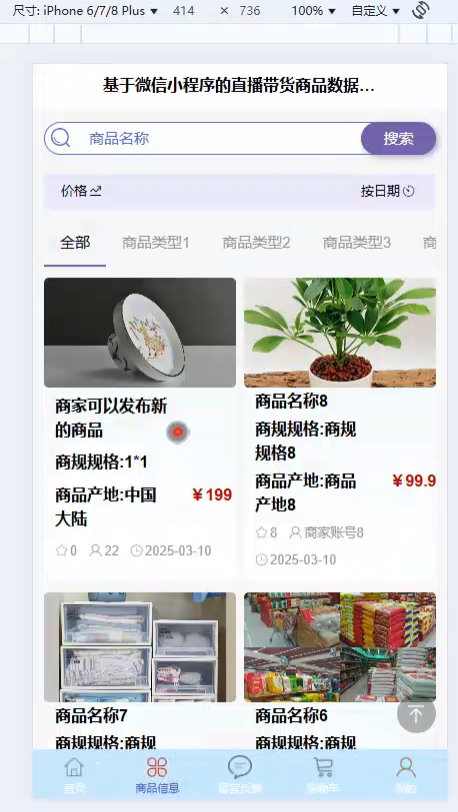 尺寸: iPhone 6/7/8 Plus ▼ 414 × 736 100% ▼ 自定义 ▼
基于微信小程序的直播带货商品数据...
商品名称 搜索
价格 按日期
全部 商品类型1 商品类型2 商品类型3 商
商家可以发布新
的商品
商规规格:1*1
商品产地:中国
大陆
￥199
0 22 2025-03-10
商品名称8
商规规格:商规
规格8
商品产地:商品
产地8
￥99.9
8 商家账号8
2025-03-10
商品名称7
商规规格:商规
商品名称6
商规规格:商规
首页 商品信息 留言反馈 购物车 我的